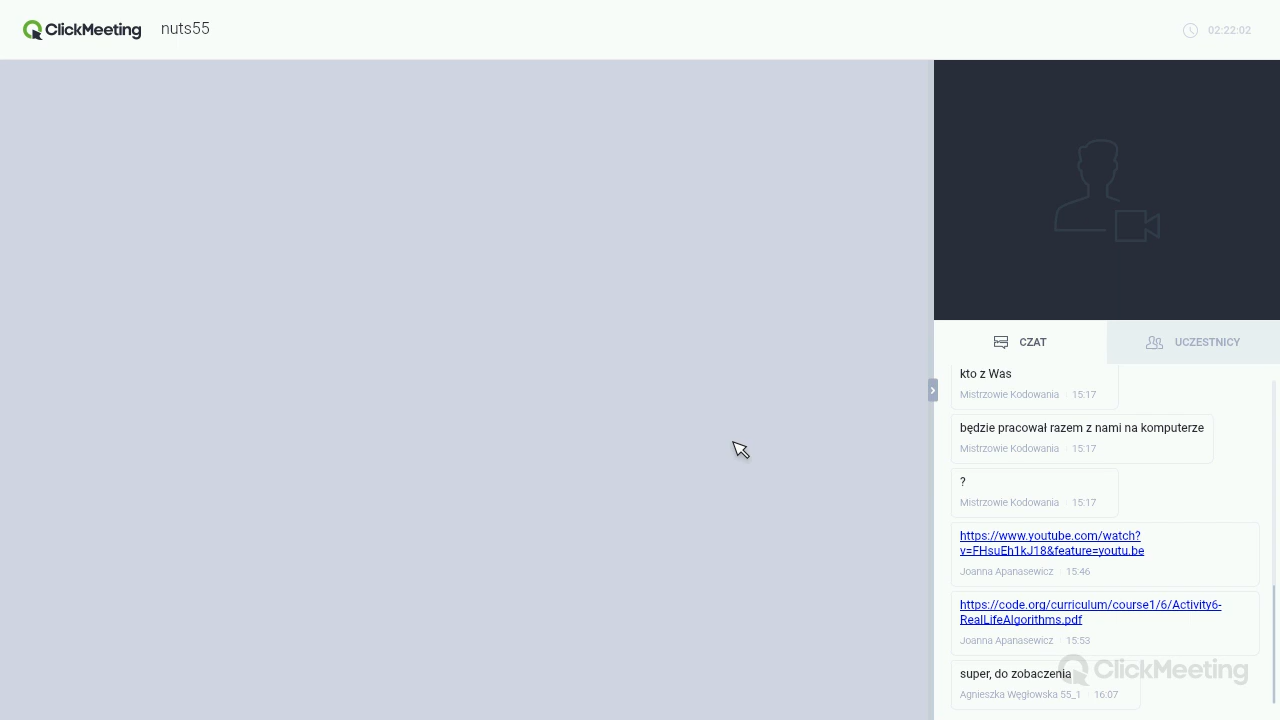 ClickMeeting
nuts55
02:22:02
CZAT
UCZESTNICY
kto z Was
Mistrzowie Kodowania 15:17
będzie pracował razem z nami na komputerze
Mistrzowie Kodowania 15:17
?
Mistrzowie Kodowania 15:17
https://www.youtube.com/watch?
v=FHsuEh1kJ18&feature=youtu.be
Joanna Apanasewicz 15:46
https://code.org/curriculum/course1/6/Activity6-
RealLifeAlgorithms.pdf
Joanna Apanasewicz 15:53
super, do zobaczenia
Agnieszka Węgłowska 55_1 16:07
ClickMeeting